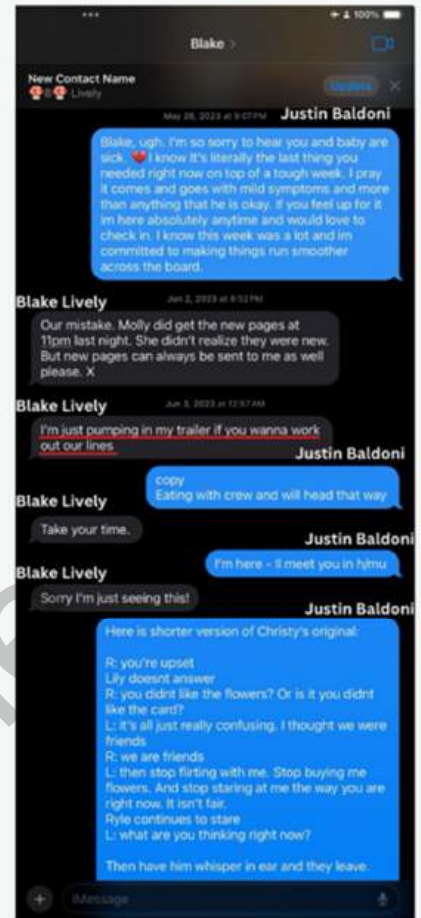 100%
Blake >
New Contact Name
Lively
Update
May 28, 2023 at 9:07 PM
Justin Baldoni
Blake, ugh. I'm so sorry to hear
you and baby are
sick. ❤️ I know it's literally the last thing you
needed right now on top of a tough week. I pray
it comes and goes with mild symptoms and more
than anything that he is okay. If you feel up for it
im here absolutely anytime and would love to
check in. I know this week was a lot and im
committed to making things run smoother
across the board.
Blake Lively
Jun 2, 2023 at 6:52 PM
Our mistake. Molly did get the new pages at
11pm last night. She didn't realize they were new.
But new pages can always be sent to me as well
please. X
Blake Lively
Jun 3, 2023 at 12:57 AM
I'm just pumping in my trailer if you wanna work
out our lines
Justin Baldoni
copy
Eating with crew and will head that way
Blake Lively
Take your time.
Justin Baldoni
I'm here - Il meet you in h/mu
Blake Lively
Sorry I'm just seeing this!
Justin Baldoni
Here is shorter version of Christy's original:
R: you're upset
Lily doesnt answer
R: you didnt like the flowers? Or is it you didnt
like the card?
L: it's all just really confusing. I thought we were
friends
R: we are friends
L: then stop flirting with me. Stop buying me
flowers. And stop staring at me the way you are
right now. It isn't fair.
Ryle continues to stare
L: what are you thinking right now?
Then have him whisper in ear and they leave.
iMessage